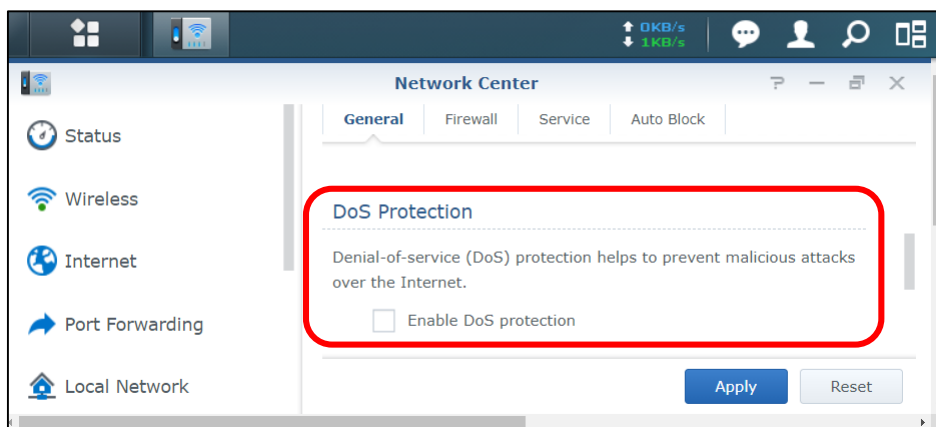 0KB/s
1KB/s
Network Center
Status
Wireless
Internet
Port Forwarding
Local Network
General Firewall Service Auto Block
DoS Protection
Denial-of-service (DoS) protection helps to prevent malicious attacks
over the Internet.
Enable DoS protection
Apply Reset